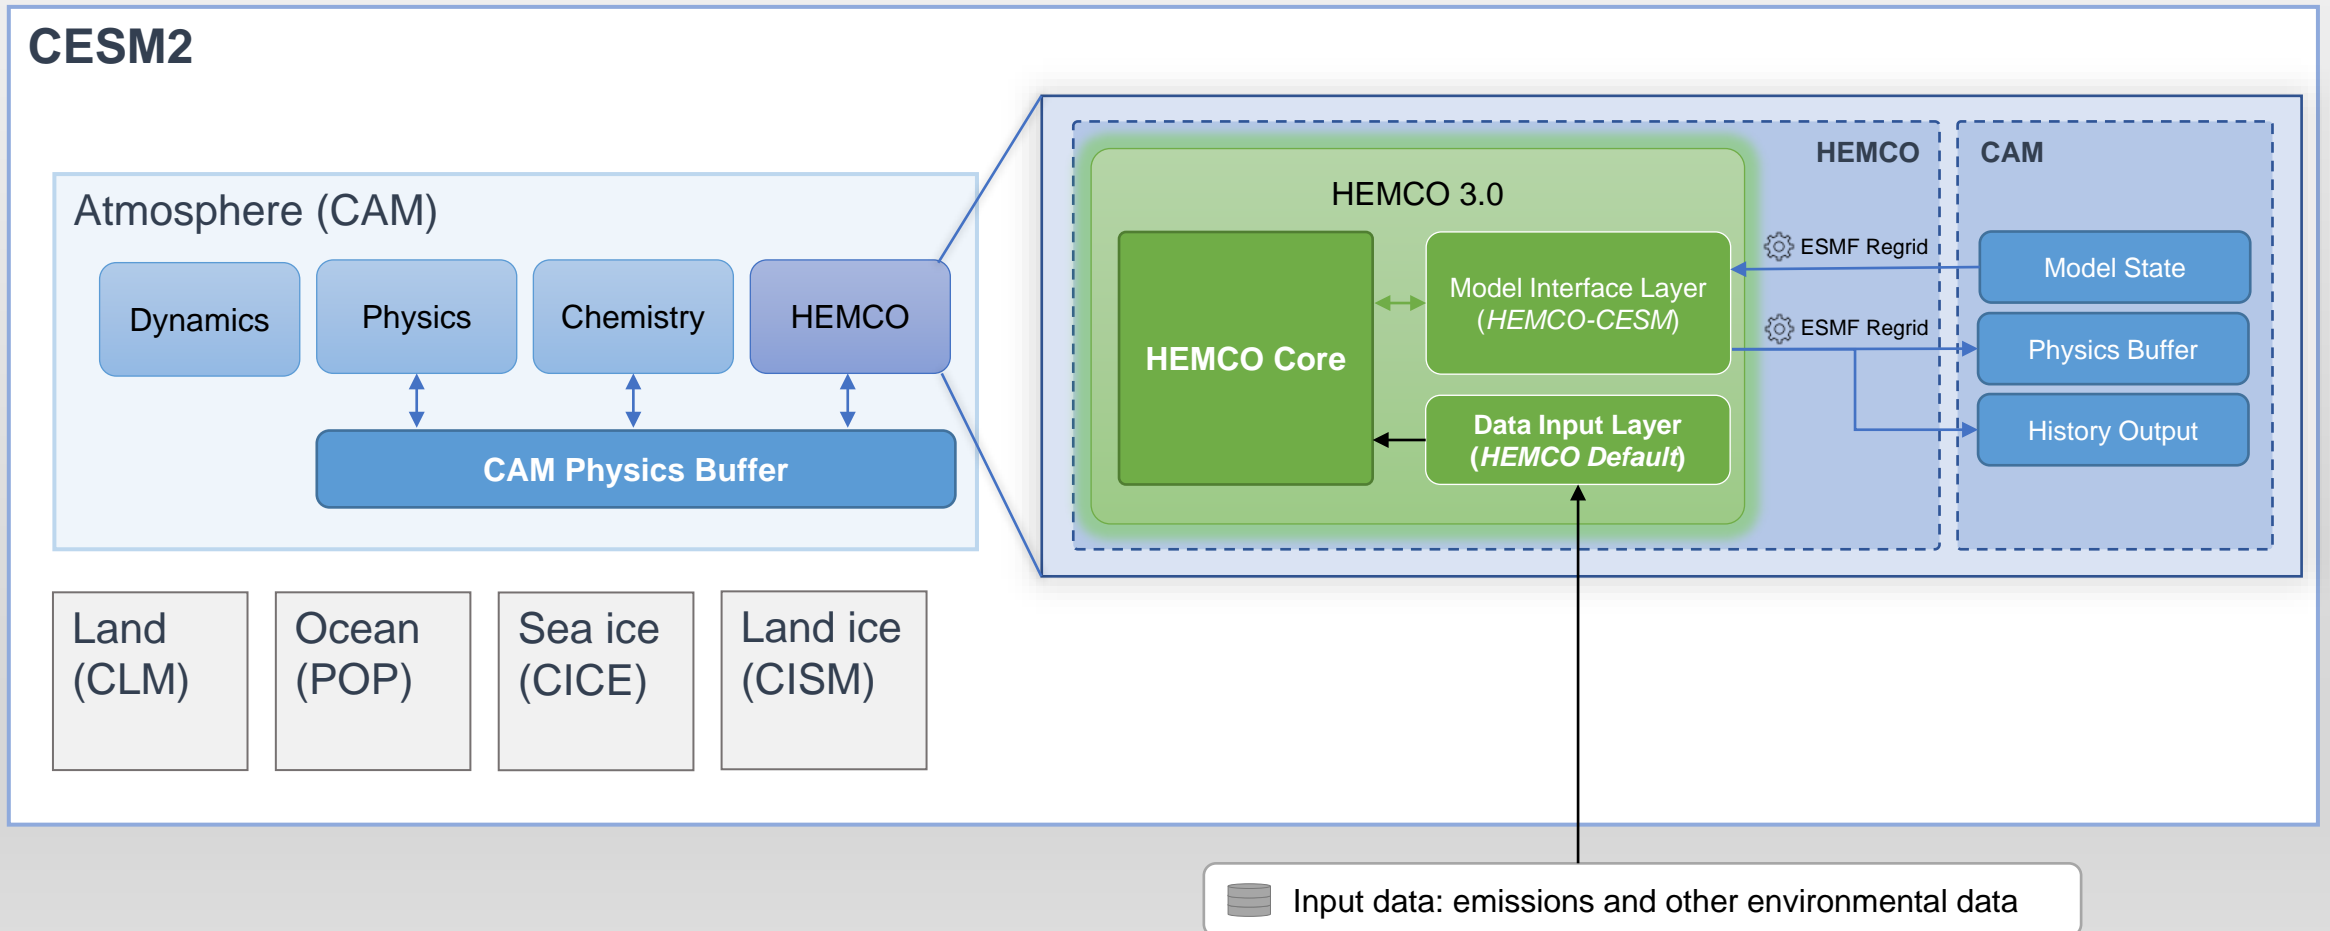 CESM2
Atmosphere (CAM)
Dynamics
Physics
Chemistry
HEMCO
CAM Physics Buffer
Land
(CLM)
Ocean
(POP)
Sea ice
(CICE)
Land ice
(CISM)
HEMCO
CAM
HEMCO 3.0
HEMCO Core
Model Interface Layer
(HEMCO-CESM)
Data Input Layer
(HEMCO Default)
ESMF Regrid
ESMF Regrid
Model State
Physics Buffer
History Output
Input data: emissions and other environmental data